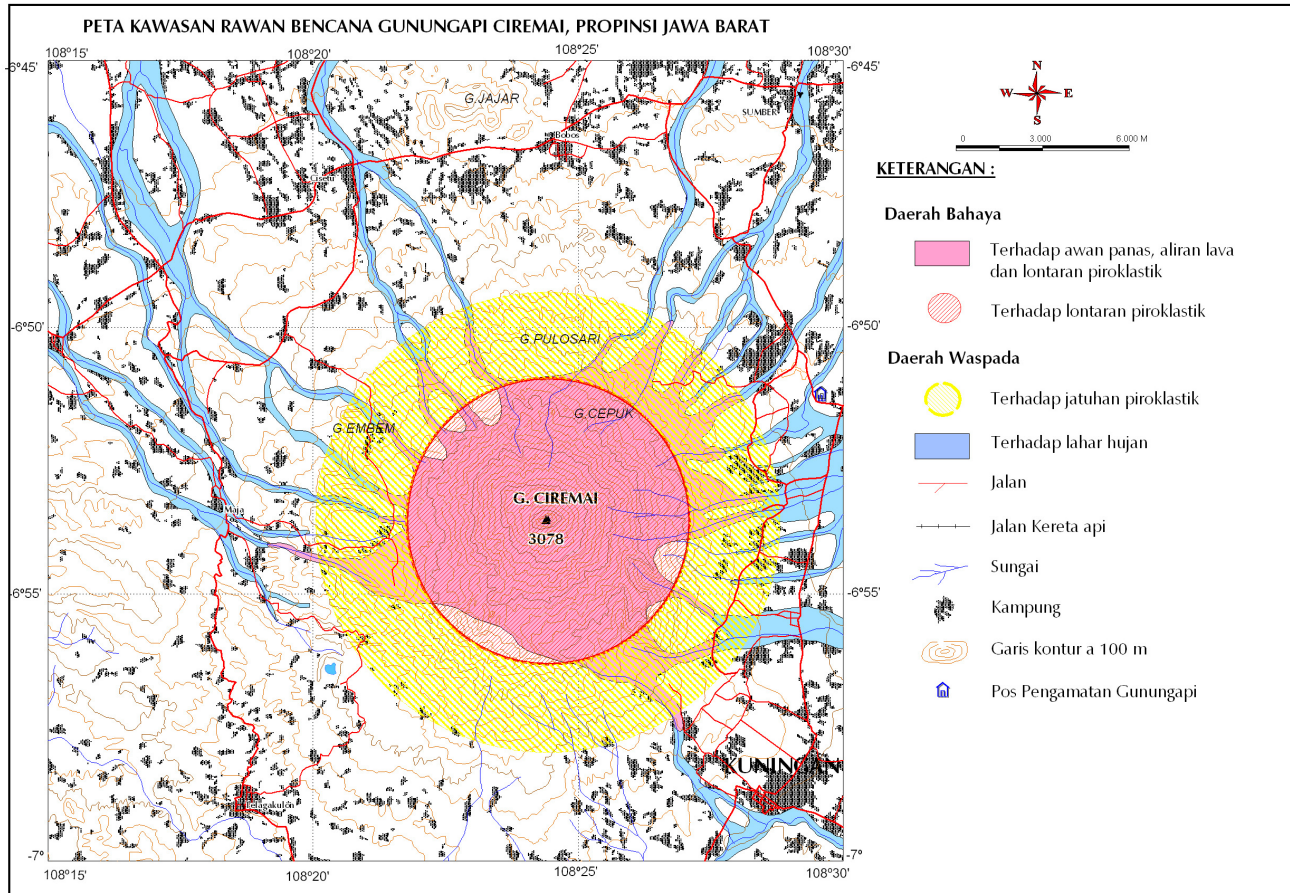 PETA KAWASAN RAWAN BENCANA GUNUNGAPI CIREMAI, PROPINSI JAWA BARAT
108°15' 108°20' 108°25' 108°30'
-6°45' -6°45'
G.JAJAR
SUMBER
Bobos
Cisetu
-6°50' -6°50'
G.PULOSARI
G.CEPUK
G.EMBEM
G. CIREMAI
3078
Maja
-6°55' -6°55'
KUNINGAN
Telagakulon
-7° -7°
108°15' 108°20' 108°25' 108°30'
N
W E
S
0 3.000 6.000 M
KETERANGAN :
Daerah Bahaya
Terhadap awan panas, aliran lava
dan lontaran piroklastik
Terhadap lontaran piroklastik
Daerah Waspada
Terhadap jatuhan piroklastik
Terhadap lahar hujan
Jalan
Jalan Kereta api
Sungai
Kampung
Garis kontur a 100 m
Pos Pengamatan Gunungapi